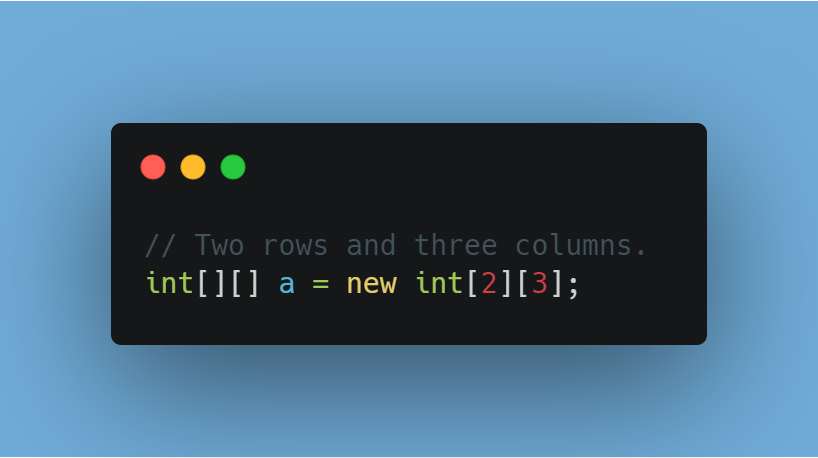 // Two rows and three columns.
int[][] a = new int[2][3];